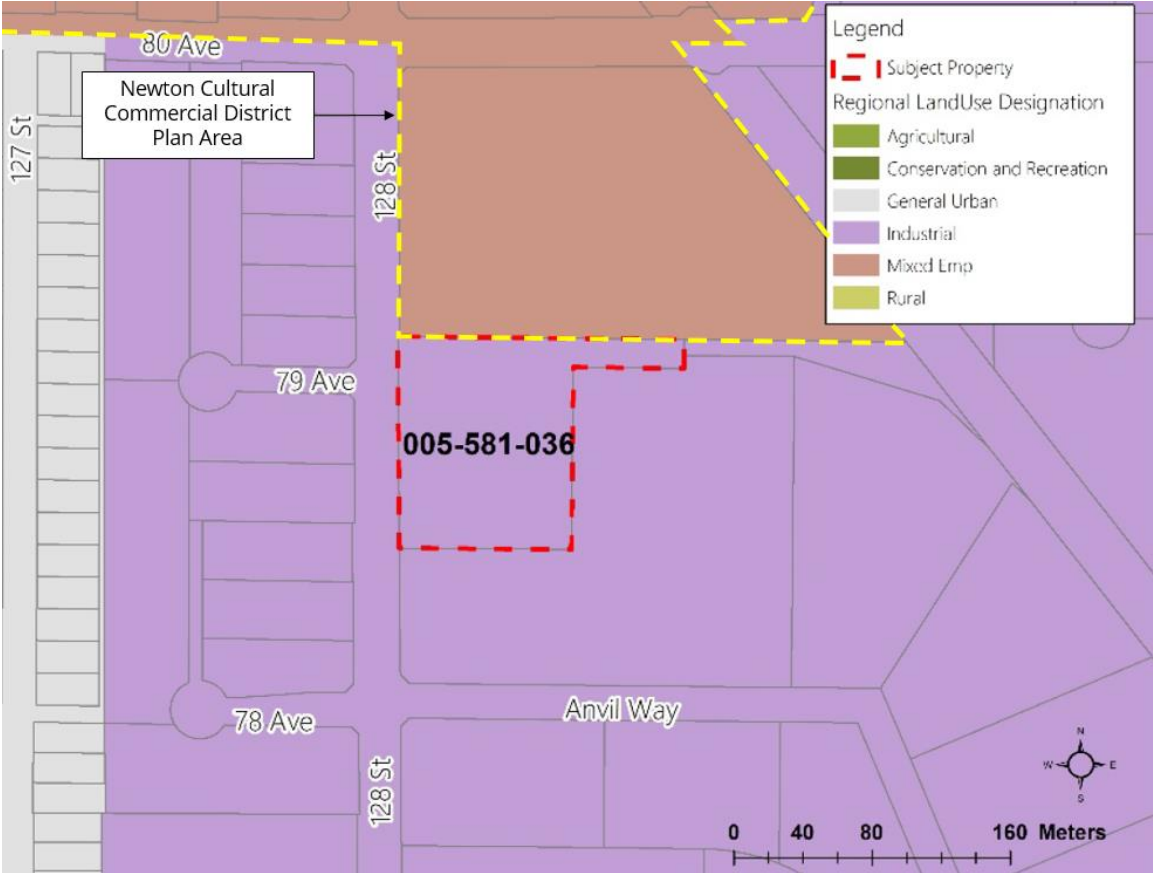 80 Ave
Newton Cultural
Commercial District
Plan Area
127 St
128 St
Legend
Subject Property
Regional LandUse Designation
Agricultural
Conservation and Recreation
General Urban
Industrial
Mixed Emp
Rural
79 Ave
005-581-036
78 Ave
Anvil Way
128 St
N
W E
S
0 40 80 160 Meters